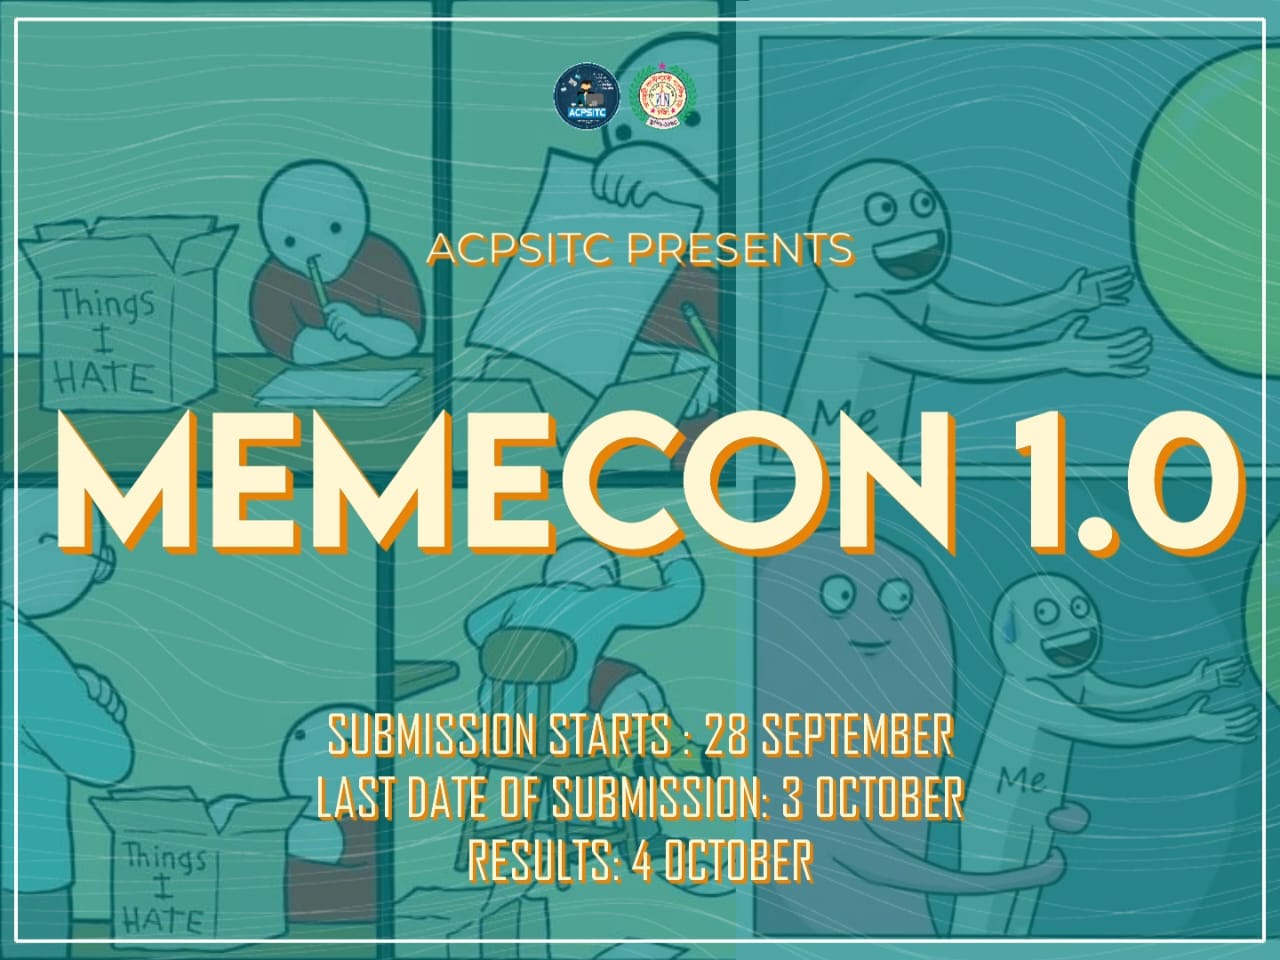 ACPSITC
ACPSITC PRESENTS
Things
I
HATE
Me
MEMECON 1.0
SUBMISSION STARTS : 28 SEPTEMBER
LAST DATE OF SUBMISSION: 3 OCTOBER
RESULTS: 4 OCTOBER
Me
Things
I
HATE